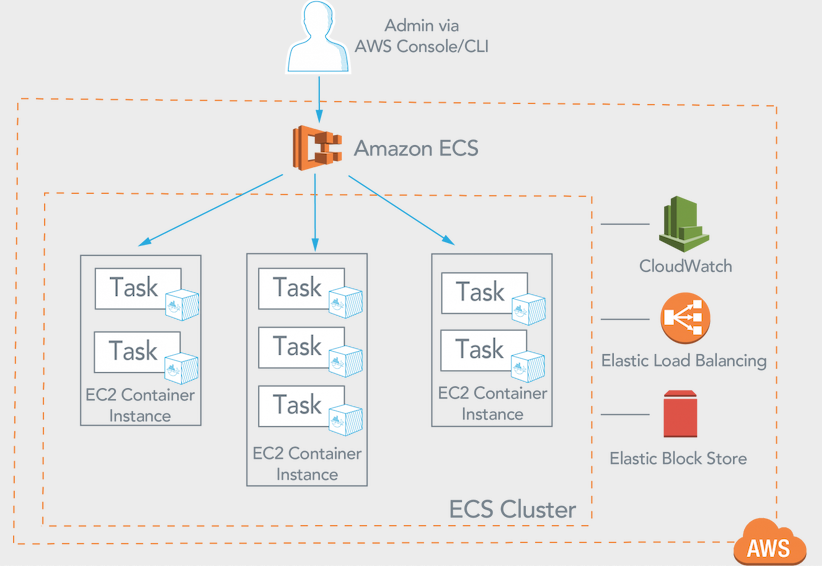 Admin via
AWS Console/CLI
Amazon ECS
Task
Task
EC2 Container
Instance
Task
Task
Task
EC2 Container
Instance
Task
Task
EC2 Container
Instance
ECS Cluster
CloudWatch
Elastic Load Balancing
Elastic Block Store
AWS